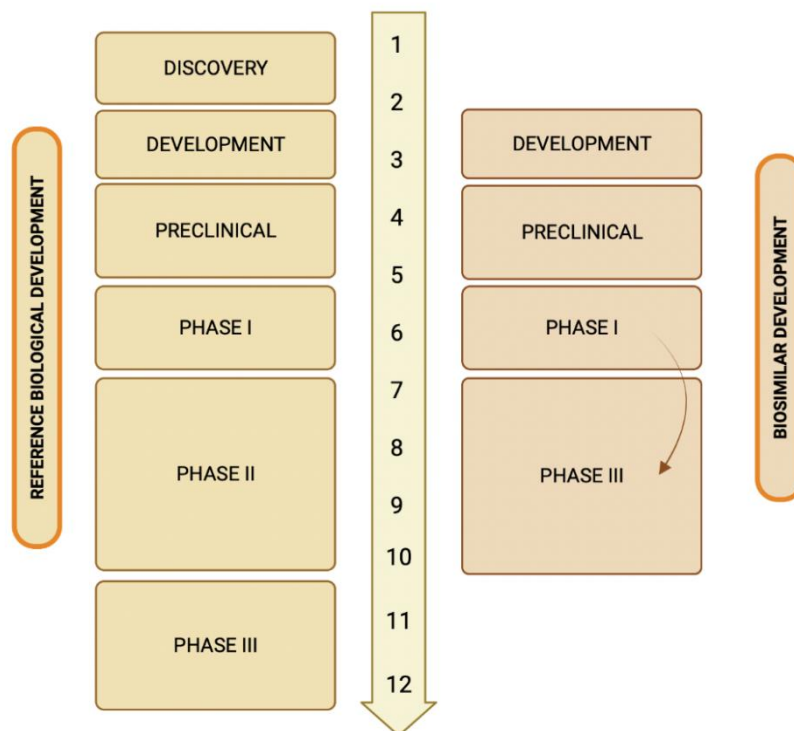 REFERENCE BIOLOGICAL DEVELOPMENT
DISCOVERY
DEVELOPMENT
PRECLINICAL
PHASE I
PHASE II
PHASE III
1
2
3
4
5
6
7
8
9
10
11
12
DEVELOPMENT
PRECLINICAL
PHASE I
PHASE III
BIOSIMILAR DEVELOPMENT